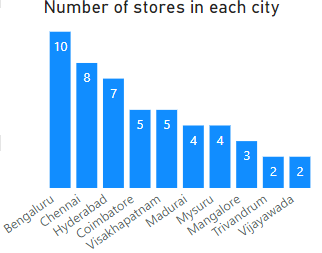 Number of stores in each city
10
8
7
5
5
4
4
3
2
2
Bengaluru
Chennai
Hyderabad
Coimbatore
Visakhapatnam
Madurai
Mysuru
Mangalore
Trivandrum
Vijayawada